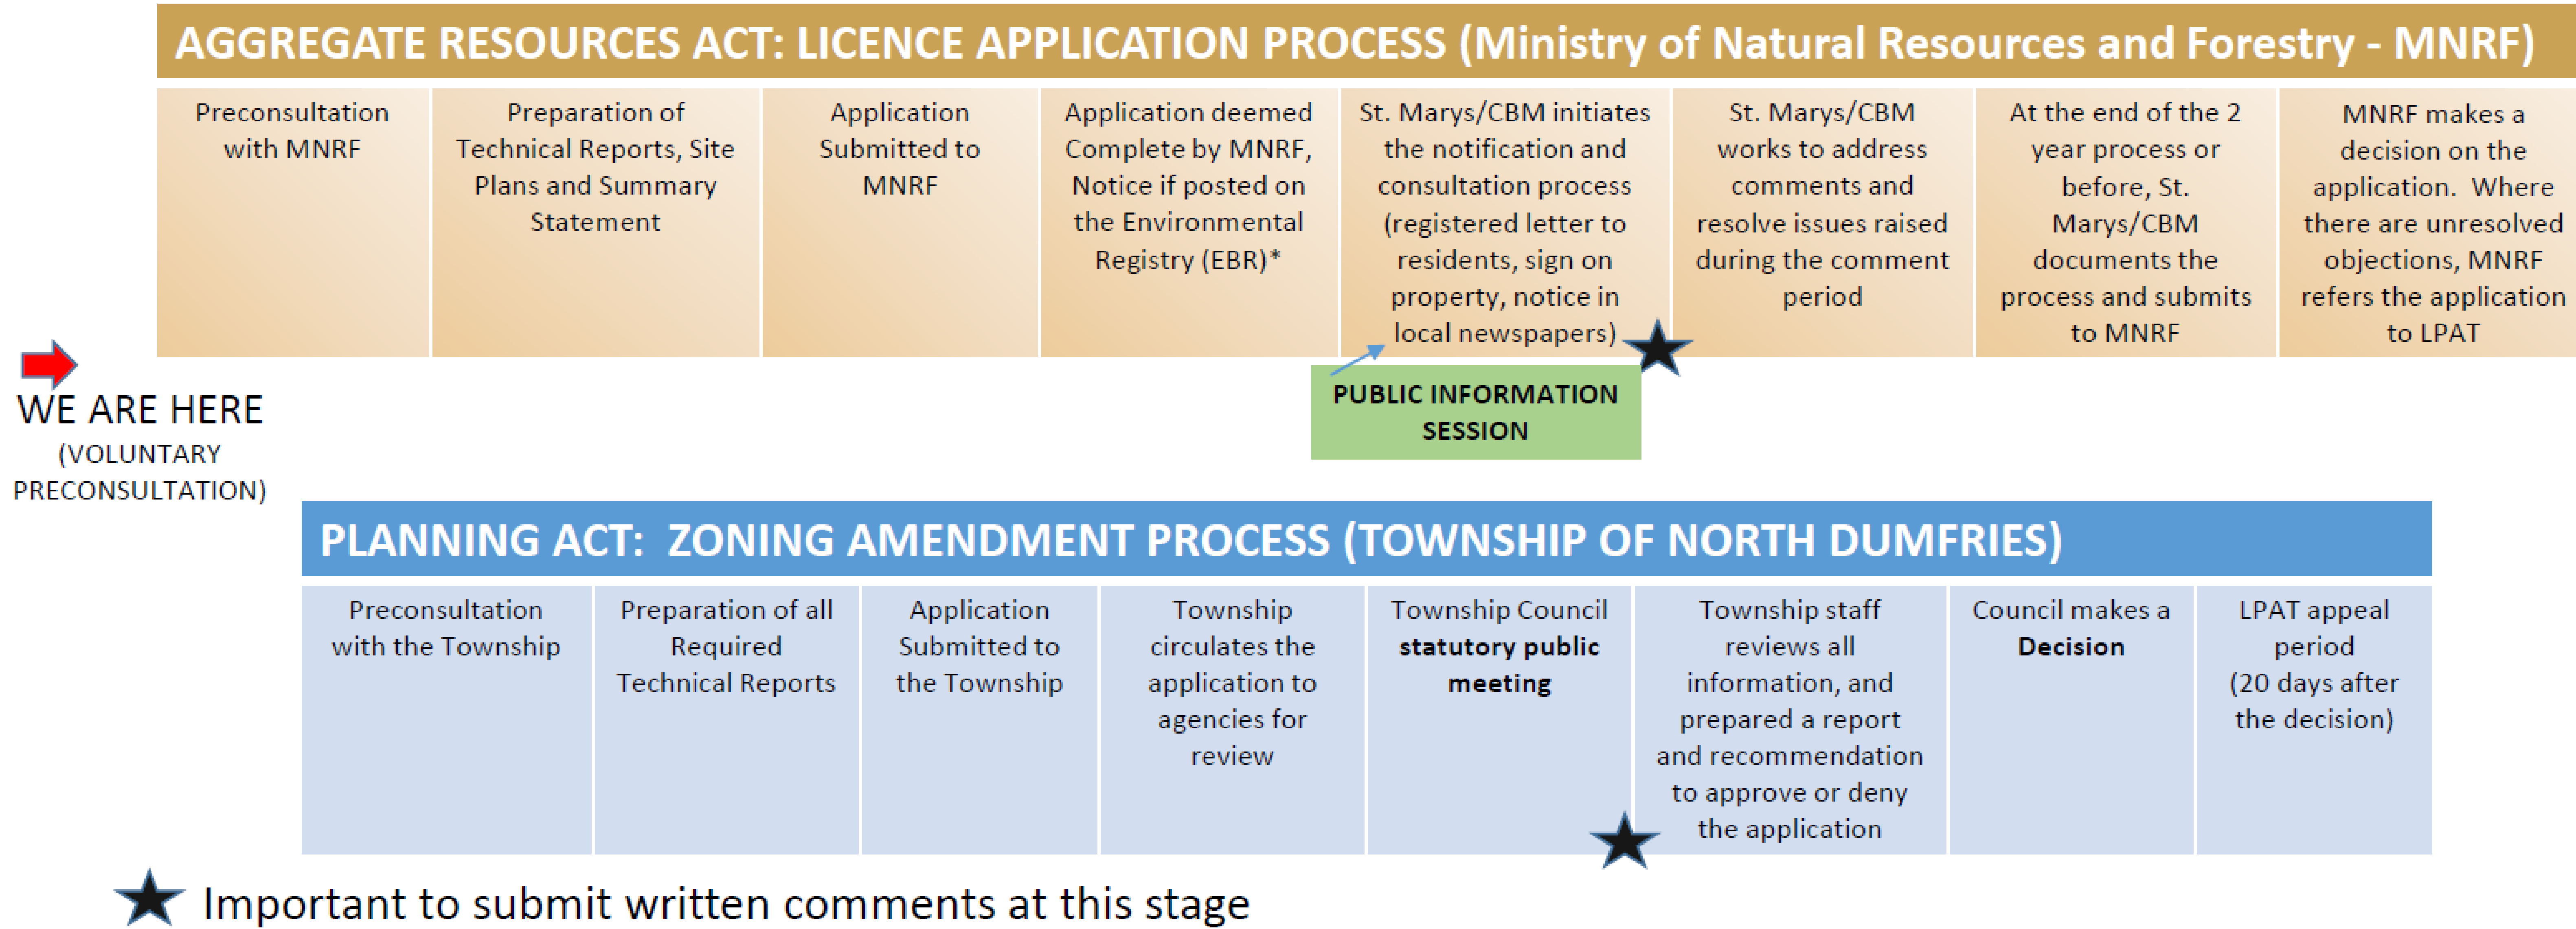 AGGREGATE RESOURCES ACT: LICENCE APPLICATION PROCESS (Ministry of Natural Resources and Forestry - MNRF)
Preconsultation
with MNRF
Preparation of
Technical Reports, Site
Plans and Summary
Statement
Application
Submitted to
MNRF
Application deemed
Complete by MNRF,
Notice if posted on
the Environmental
Registry (EBR)*
St. Marys/CBM initiates
the notification and
consultation process
(registered letter to
residents, sign on
property, notice in
local newspapers)
St. Marys/CBM
works to address
comments and
resolve issues raised
during the comment
period
At the end of the 2
year process or
before, St.
Marys/CBM
documents the
process and submits
to MNRF
MNRF makes a
decision on the
application.  Where
there are unresolved
objections, MNRF
refers the application
to LPAT
WE ARE HERE
(VOLUNTARY
PRECONSULTATION)
PUBLIC INFORMATION
SESSION
PLANNING ACT:  ZONING AMENDMENT PROCESS (TOWNSHIP OF NORTH DUMFRIES)
Preconsultation
with the Township
Preparation of all
Required
Technical Reports
Application
Submitted to
the Township
Township
circulates the
application to
agencies for
review
Township Council
statutory public
meeting
Township staff
reviews all
information, and
prepared a report
and recommendation
to approve or deny
the application
Council makes a
Decision
LPAT appeal
period
(20 days after
the decision)
Important to submit written comments at this stage